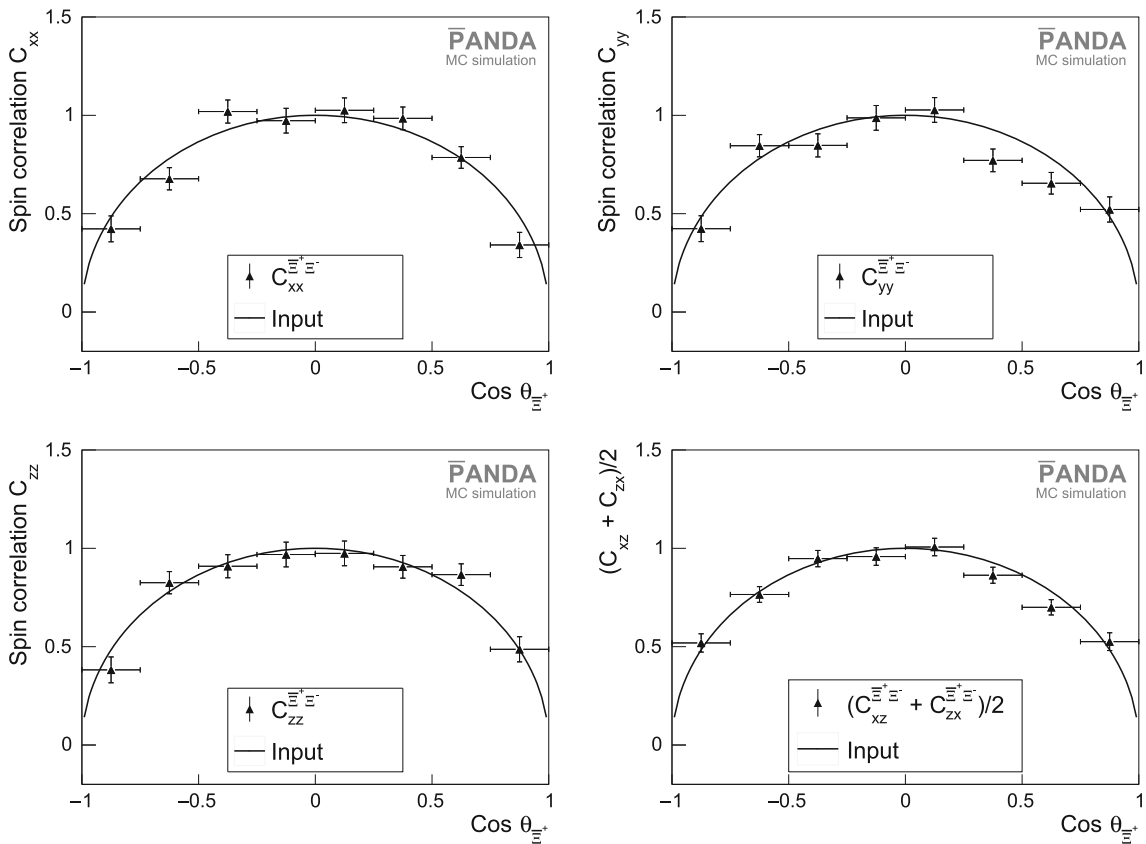 Spin correlation C_xx
1.5
1
0.5
0
P̅ANDA
MC simulation
C_xx^Ξ̅⁺Ξ⁻
Input
−1 −0.5 0 0.5 1
Cos θ_Ξ̅⁺
Spin correlation C_yy
1.5
1
0.5
0
P̅ANDA
MC simulation
C_yy^Ξ̅⁺Ξ⁻
Input
−1 −0.5 0 0.5 1
Cos θ_Ξ̅⁺
Spin correlation C_zz
1.5
1
0.5
0
P̅ANDA
MC simulation
C_zz^Ξ̅⁺Ξ⁻
Input
−1 −0.5 0 0.5 1
Cos θ_Ξ̅⁺
(C_xz + C_zx)/2
1.5
1
0.5
0
P̅ANDA
MC simulation
(C_xz^Ξ̅⁺Ξ⁻ + C_zx^Ξ̅⁺Ξ⁻)/2
Input
−1 −0.5 0 0.5 1
Cos θ_Ξ̅⁺